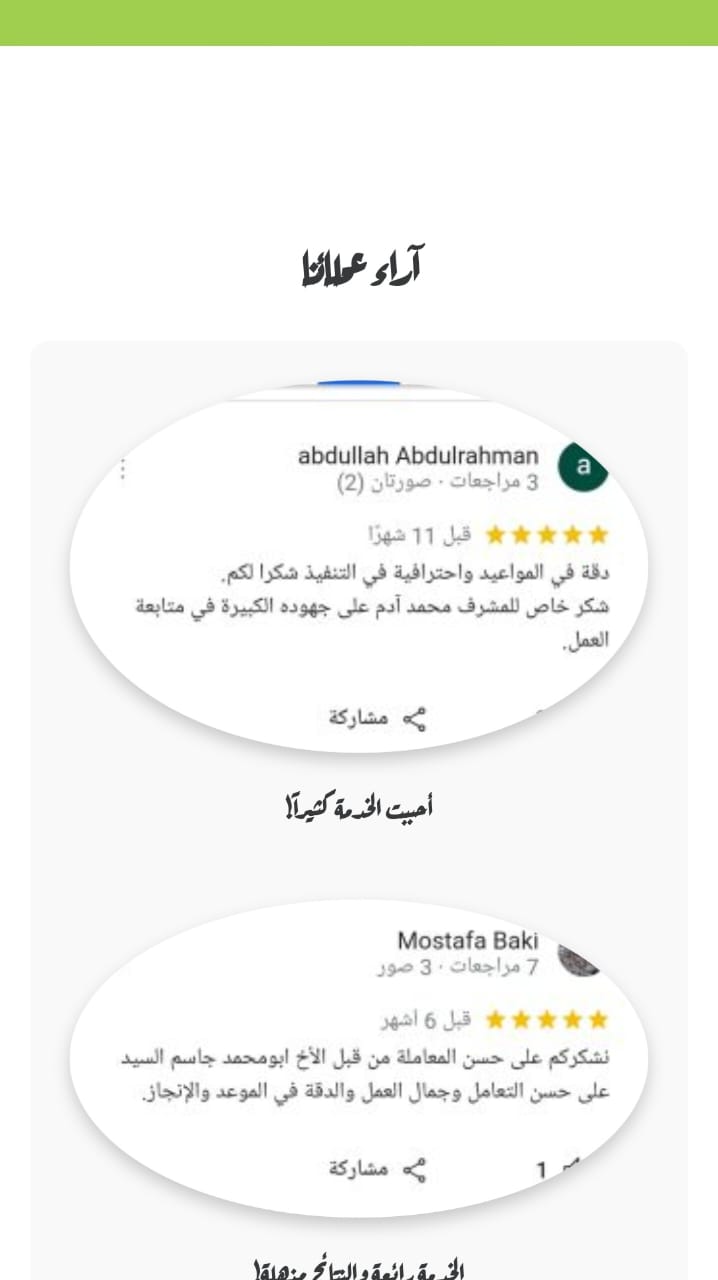 آراء عملائنا
abdullah Abdulrahman
a
3 مراجعات · صورتان (2)
قبل 11 شهرًا
دقة في المواعيد واحترافية في التنفيذ شكرا لكم.
شكر خاص للمشرف محمد آدم على جهوده الكبيرة في متابعة
العمل.
مشاركة
أحببت الخدمة كثيراً!
Mostafa Baki
7 مراجعات · 3 صور
قبل 6 أشهر
نشكركم على حسن المعاملة من قبل الأخ ابومحمد جاسم السيد
على حسن التعامل وجمال العمل والدقة في الموعد والإنجاز.
1
مشاركة
الخدمة رائعة والنتائج مذهلة!